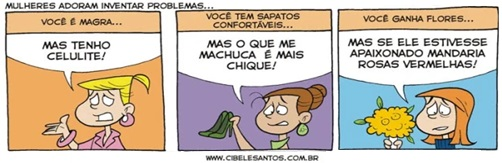 MULHERES ADORAM INVENTAR PROBLEMAS...
VOCÊ É MAGRA...
MAS TENHO
CELULITE!
VOCÊ TEM SAPATOS
CONFORTÁVEIS...
MAS O QUE ME
MACHUCA É MAIS
CHIQUE!
VOCÊ GANHA FLORES...
MAS SE ELE ESTIVESSE
APAIXONADO MANDARIA
ROSAS VERMELHAS!
WWW.CIBELESANTOS.COM.BR